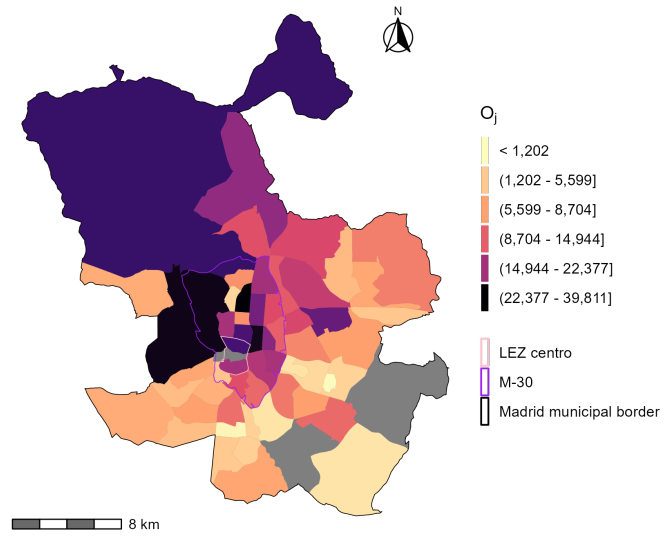 N
Oj
< 1,202
(1,202 - 5,599]
(5,599 - 8,704]
(8,704 - 14,944]
(14,944 - 22,377]
(22,377 - 39,811]
LEZ centro
M-30
Madrid municipal border
8 km